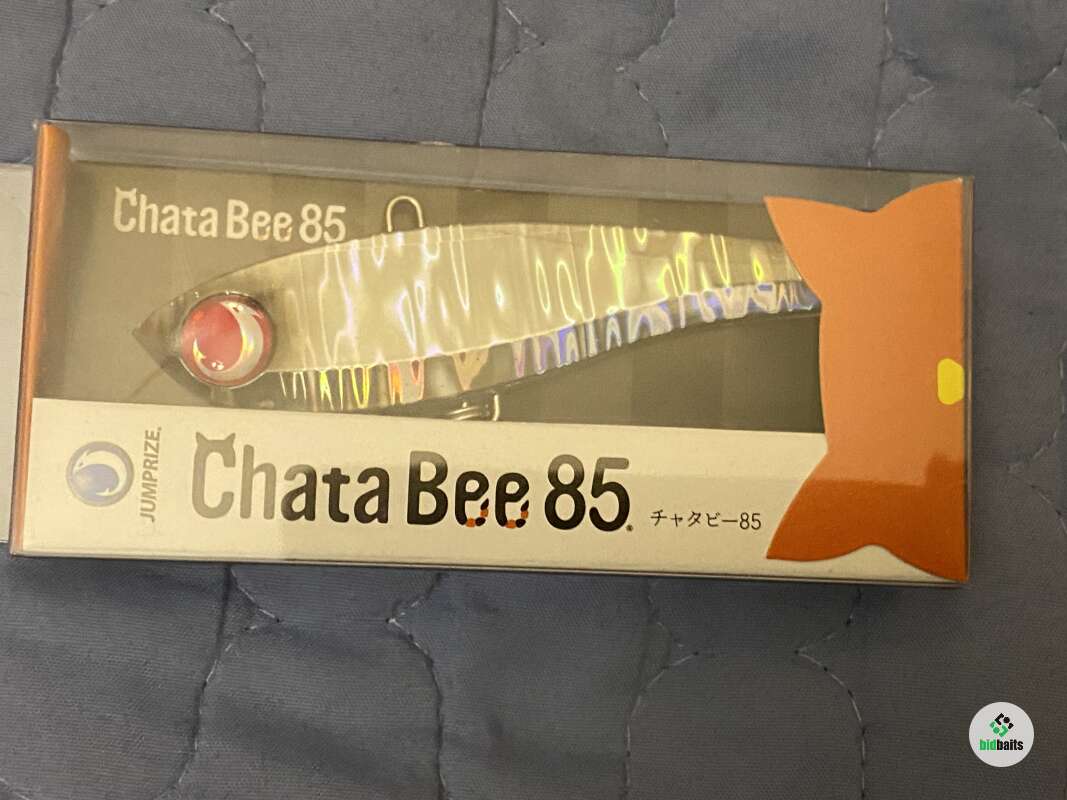 Chata Bee 85
JUMPRIZE.
Chata Bee 85
チャタビー85
bidbaits